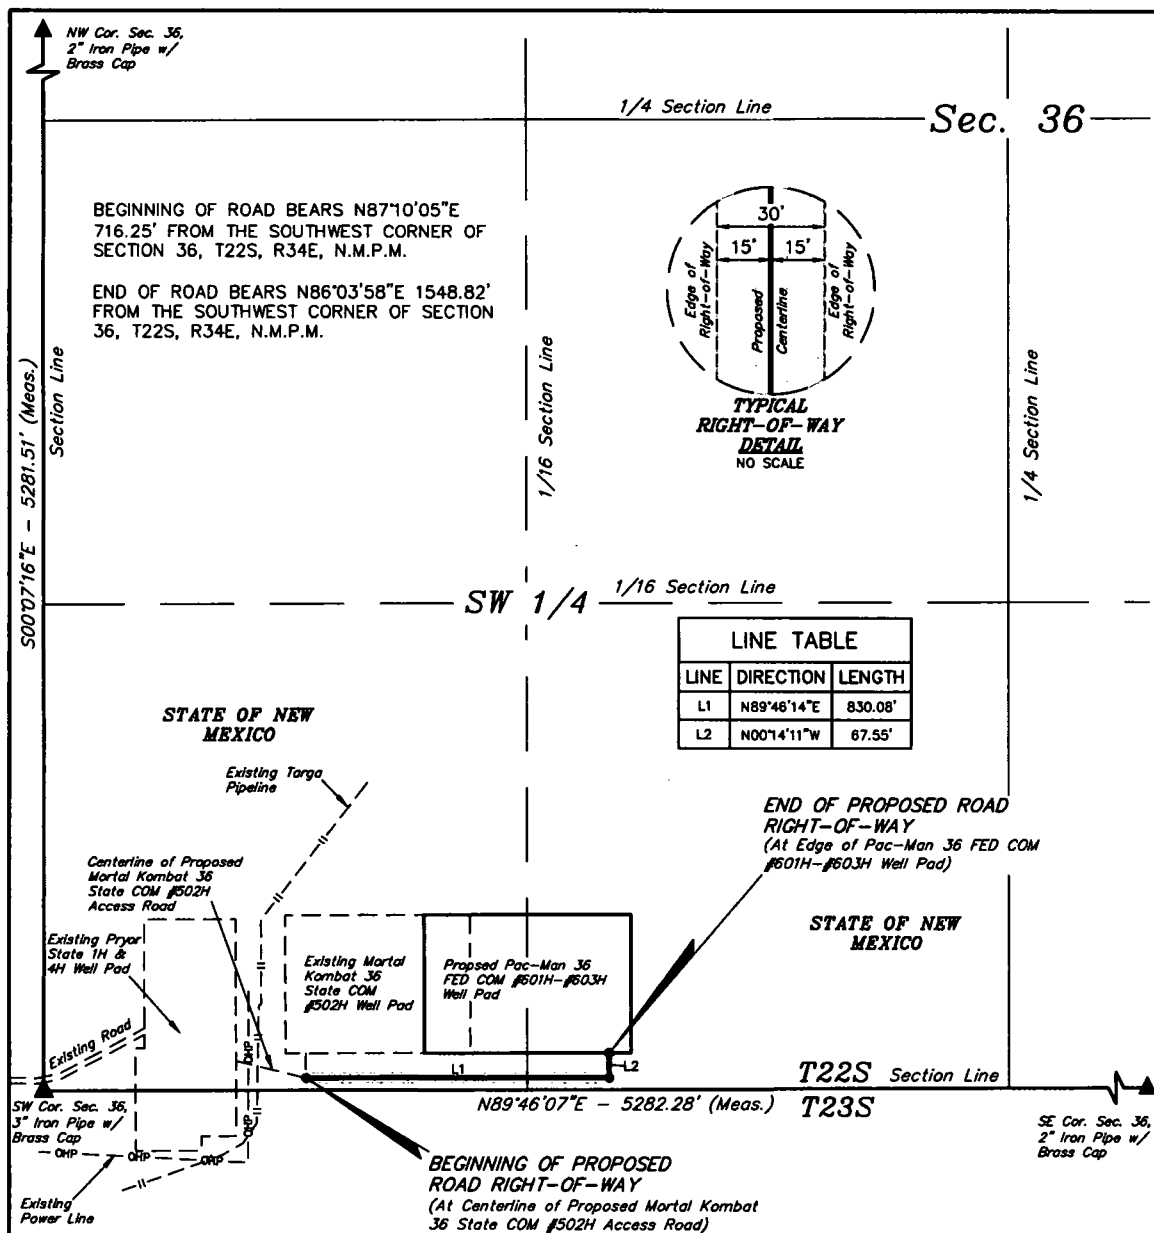 NW Cor. Sec. 36,
2" Iron Pipe w/
Brass Cap
1/4 Section Line
Sec. 36
BEGINNING OF ROAD BEARS N87°10'05"E
716.25' FROM THE SOUTHWEST CORNER OF
SECTION 36, T22S, R34E, N.M.P.M.
END OF ROAD BEARS N86°03'58"E 1548.82'
FROM THE SOUTHWEST CORNER OF SECTION
36, T22S, R34E, N.M.P.M.
30'
15' 15'
Edge of
Right-of-Way
Proposed
Centerline
Edge of
Right-of-Way
TYPICAL
RIGHT-OF-WAY
DETAIL
NO SCALE
S00°07'16"E - 5281.51' (Meas.)
Section Line
1/16 Section Line
1/4 Section Line
SW 1/4
1/16 Section Line
LINE TABLE
LINE DIRECTION LENGTH
L1 N89°46'14"E 830.08'
L2 N00°14'11"W 67.55'
STATE OF NEW
MEXICO
Existing Targa
Pipeline
END OF PROPOSED ROAD
RIGHT-OF-WAY
(At Edge of Pac-Man 36 FED COM
#601H-#603H Well Pad)
Centerline of Proposed
Mortal Kombat 36
State COM #502H
Access Road
STATE OF NEW
MEXICO
Existing Pryor
State 1H &
4H Well Pad
Existing Mortal
Kombat 36
State COM
#502H Well Pad
Propsed Pac-Man 36
FED COM #601H-#603H
Well Pad
Existing Road
OHP
L1
L2
T22S Section Line
N89°46'07"E - 5282.28' (Meas.) T23S
SW Cor. Sec. 36,
3" Iron Pipe w/
Brass Cap
SE Cor. Sec. 36,
2" Iron Pipe w/
Brass Cap
OHP
OHP OHP OHP
Existing
Power Line
BEGINNING OF PROPOSED
ROAD RIGHT-OF-WAY
(At Centerline of Proposed Mortal Kombat
36 State COM #502H Access Road)